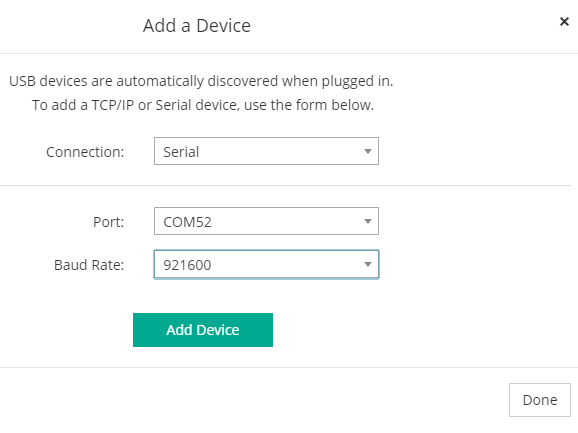 Add a Device
×
USB devices are automatically discovered when plugged in.
To add a TCP/IP or Serial device, use the form below.
Connection: Serial
Port: COM52
Baud Rate: 921600
Add Device
Done